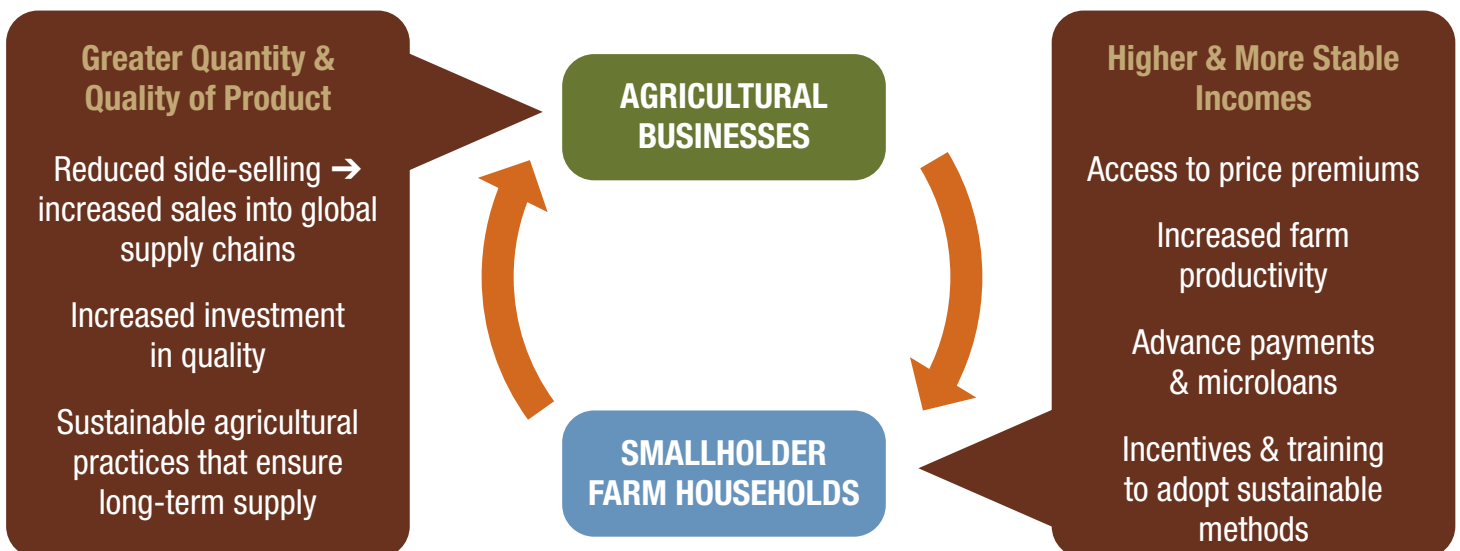 Greater Quantity &
Quality of Product
Reduced side-selling ➔
increased sales into global
supply chains
Increased investment
in quality
Sustainable agricultural
practices that ensure
long-term supply
AGRICULTURAL
BUSINESSES
SMALLHOLDER
FARM HOUSEHOLDS
Higher & More Stable
Incomes
Access to price premiums
Increased farm
productivity
Advance payments
& microloans
Incentives & training
to adopt sustainable
methods